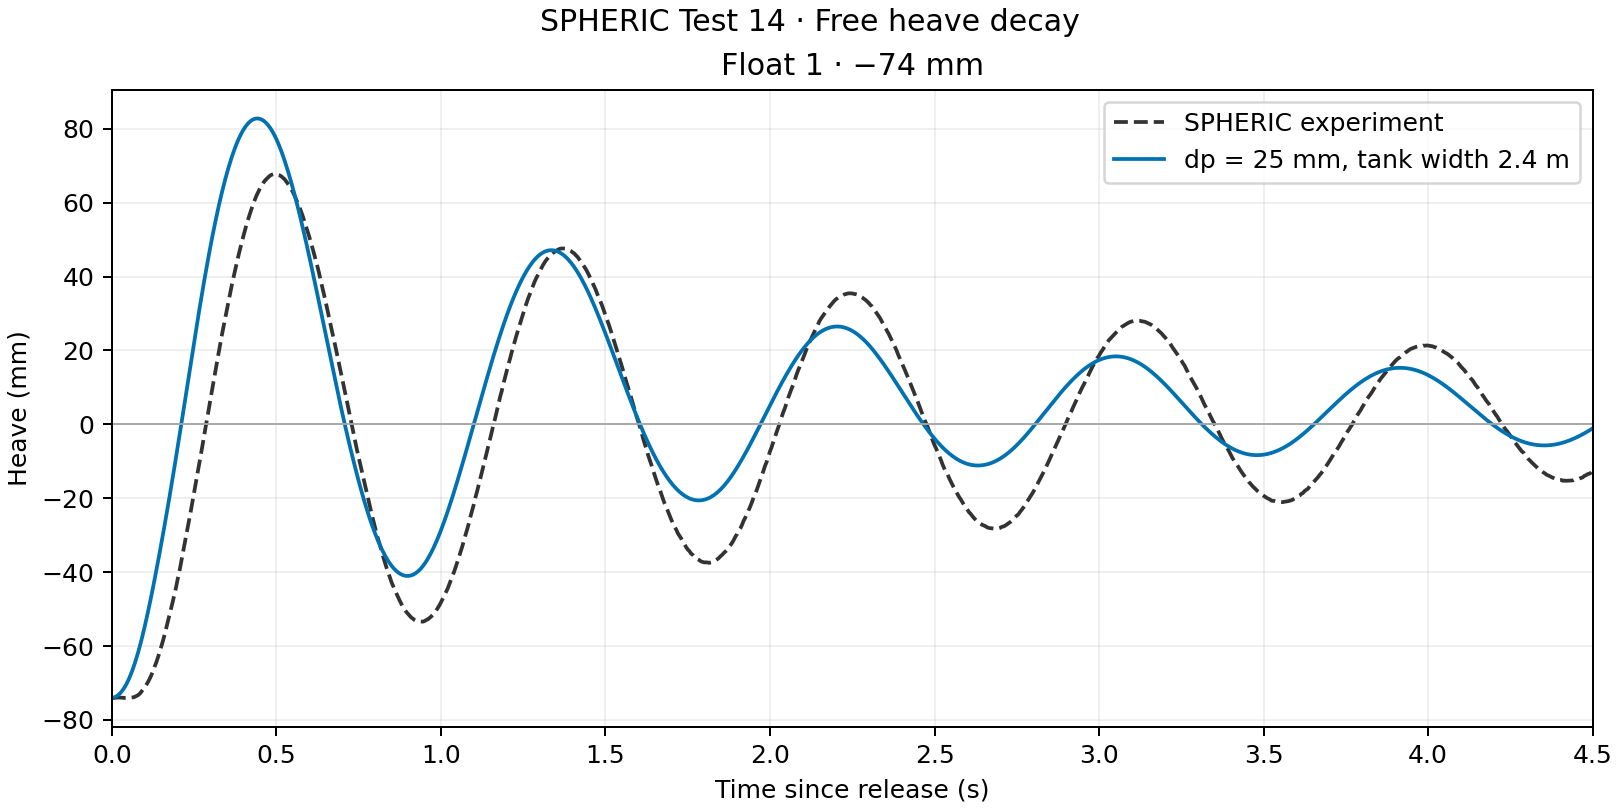 SPHERIC Test 14 · Free heave decay
Float 1 · −74 mm
SPHERIC experiment
dp = 25 mm, tank width 2.4 m
Heave (mm)
80
60
40
20
0
−20
−40
−60
−80
0.0 0.5 1.0 1.5 2.0 2.5 3.0 3.5 4.0 4.5
Time since release (s)